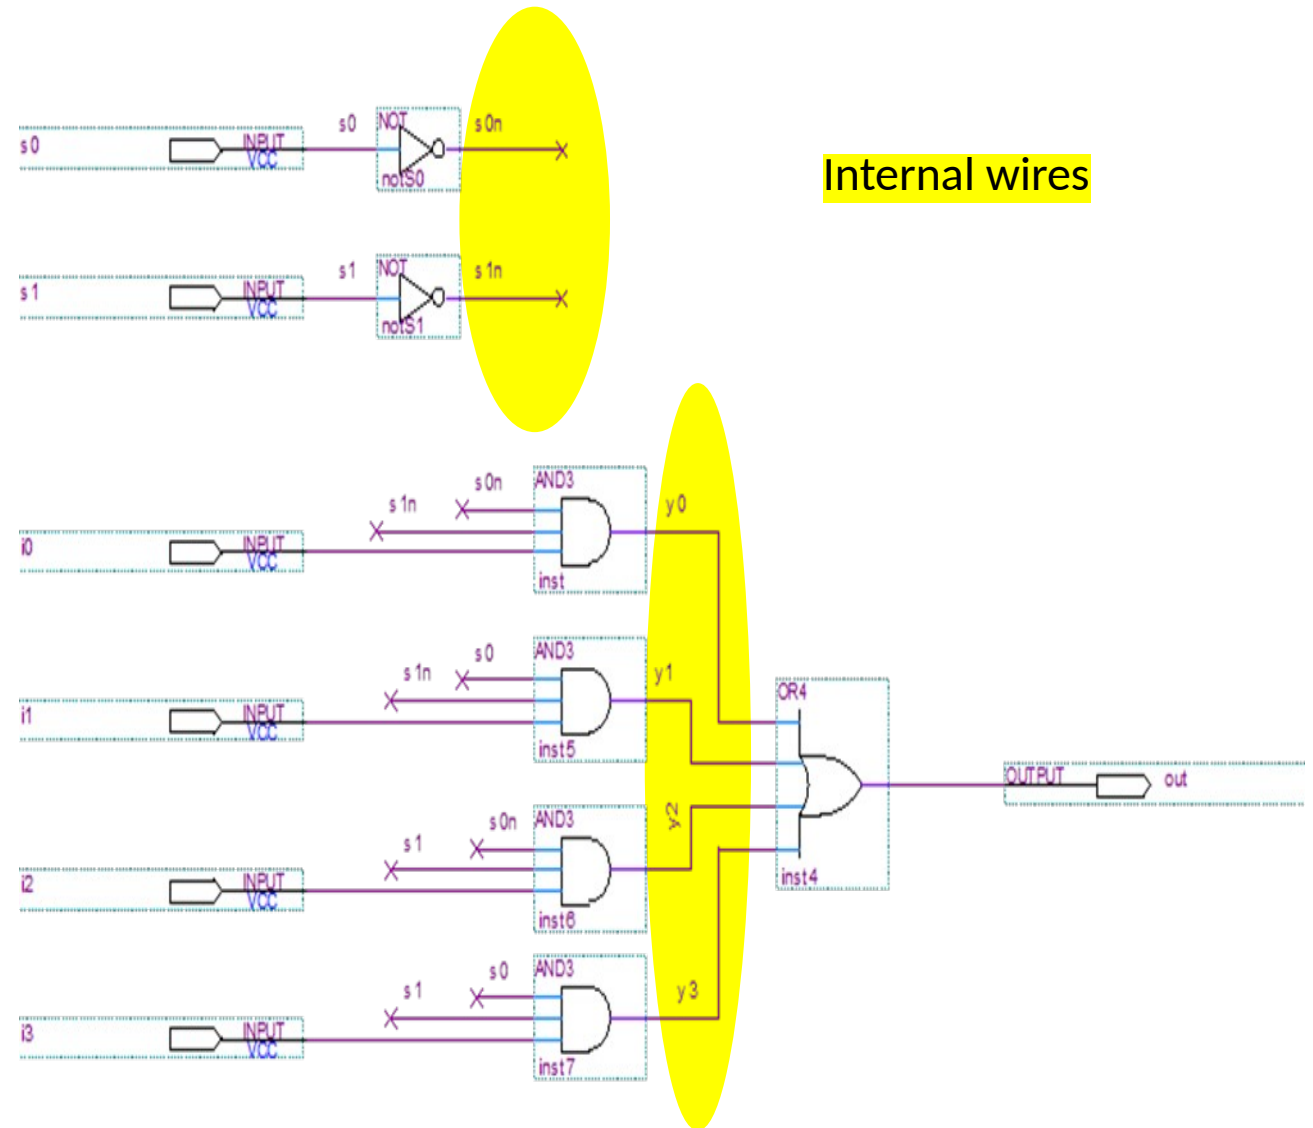 Internal wires
s0
INPUT
VCC
s0
NOT
notS0
s0n
s1
INPUT
VCC
s1
NOT
notS1
s1n
i0
INPUT
VCC
s1n
s0n
AND3
inst
y0
i1
INPUT
VCC
s1n
s0
AND3
inst5
y1
i2
INPUT
VCC
s1
s0n
AND3
inst6
y2
i3
INPUT
VCC
s1
s0
AND3
inst7
y3
OR4
inst4
OUTPUT
out